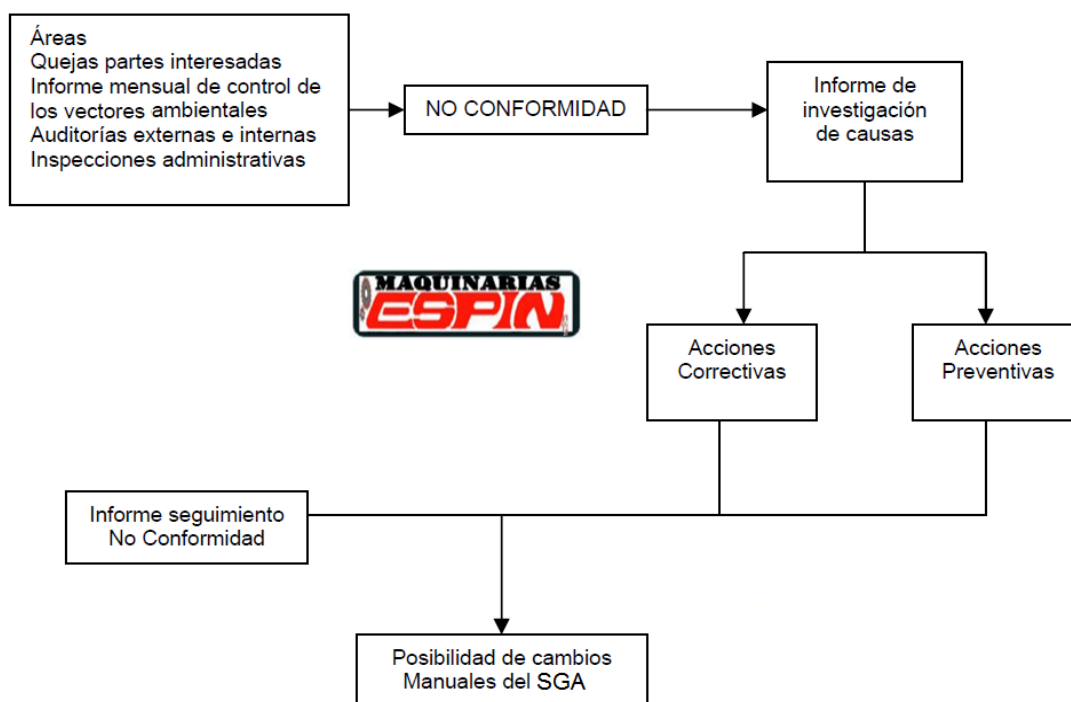 Áreas
Quejas partes interesadas
Informe mensual de control de
los vectores ambientales
Auditorías externas e internas
Inspecciones administrativas
NO CONFORMIDAD
Informe de
investigación
de causas
MAQUINARIAS
ESPIN
Acciones
Correctivas
Acciones
Preventivas
Informe seguimiento
No Conformidad
Posibilidad de cambios
Manuales del SGA